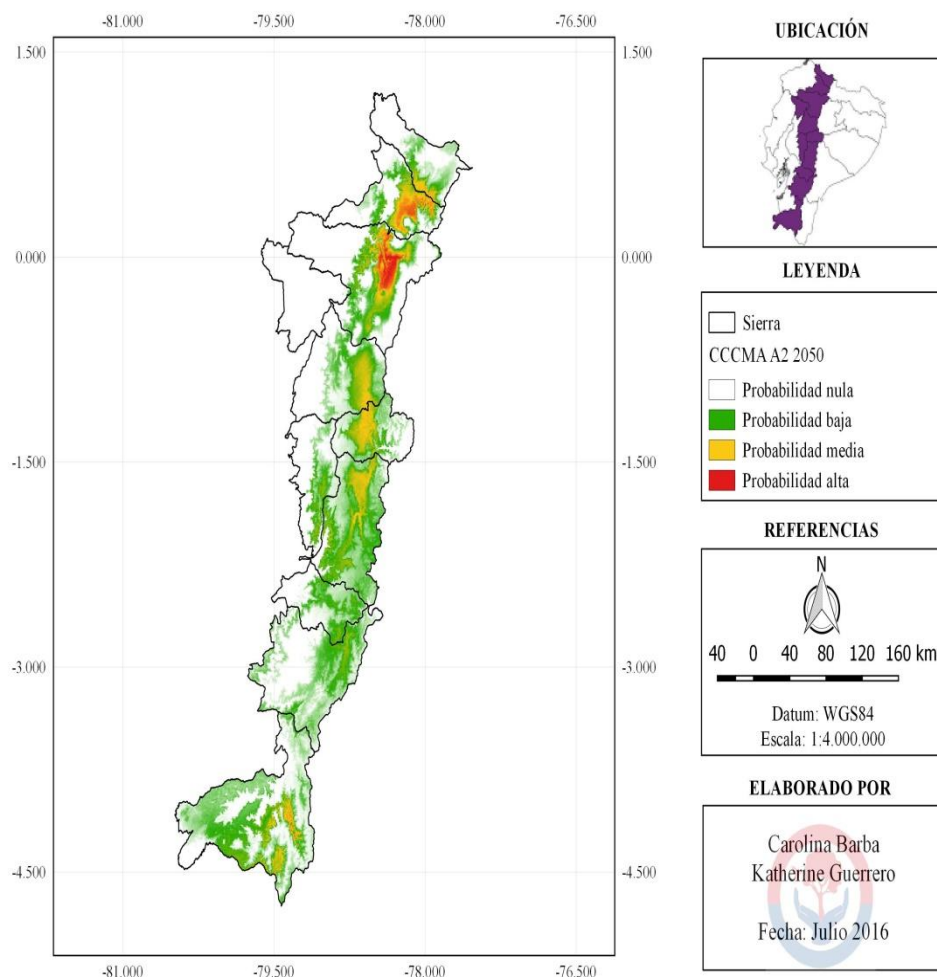 -81.000 -79.500 -78.000 -76.500
1.500 1.500
0.000 0.000
-1.500 -1.500
-3.000 -3.000
-4.500 -4.500
-81.000 -79.500 -78.000 -76.500
UBICACIÓN
LEYENDA
Sierra
CCCMA A2 2050
Probabilidad nula
Probabilidad baja
Probabilidad media
Probabilidad alta
REFERENCIAS
N
40 0 40 80 120 160 km
Datum: WGS84
Escala: 1:4.000.000
ELABORADO POR
Carolina Barba
Katherine Guerrero
Fecha: Julio 2016